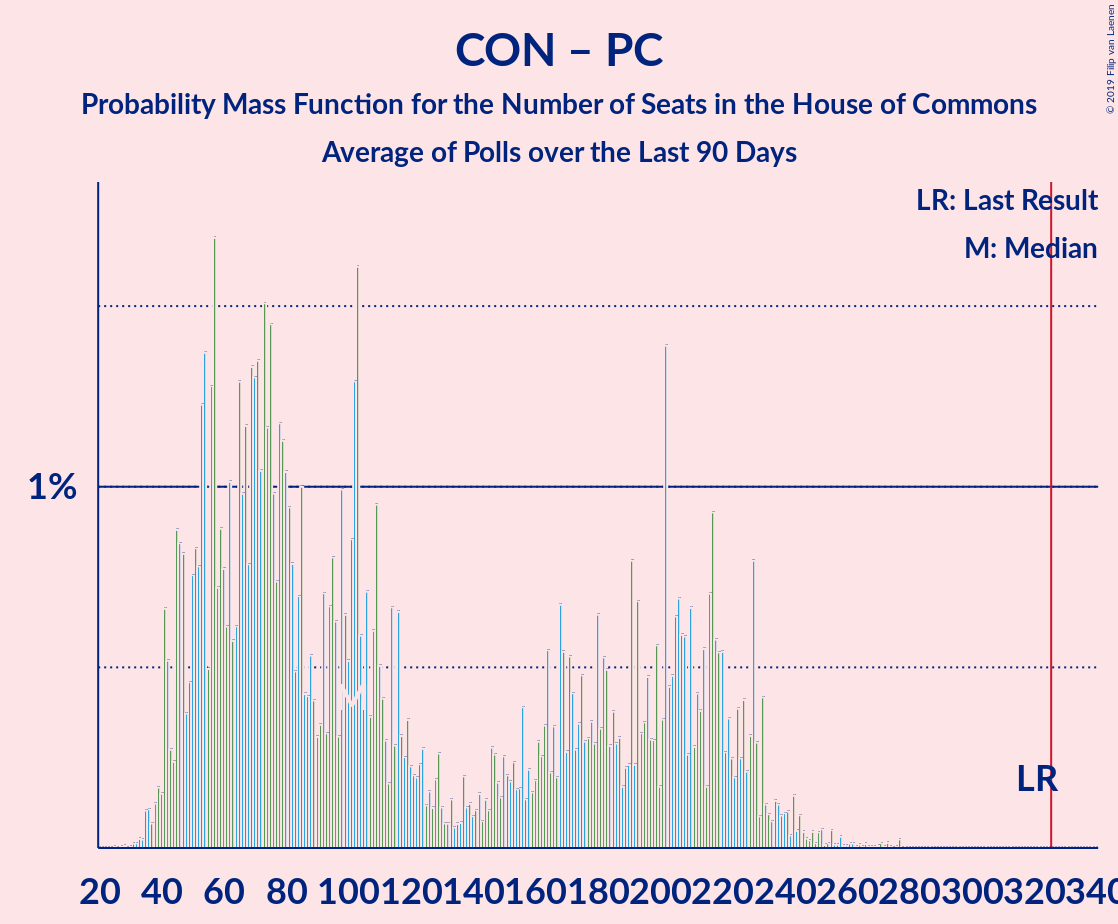 CON – PC
Probability Mass Function for the Number of Seats in the House of Commons
Average of Polls over the Last 90 Days
© 2019 Filip van Laenen
LR: Last Result
M: Median
1%
LR
20 40 60 80 100 120 140 160 180 200 220 240 260 280 300 320 340